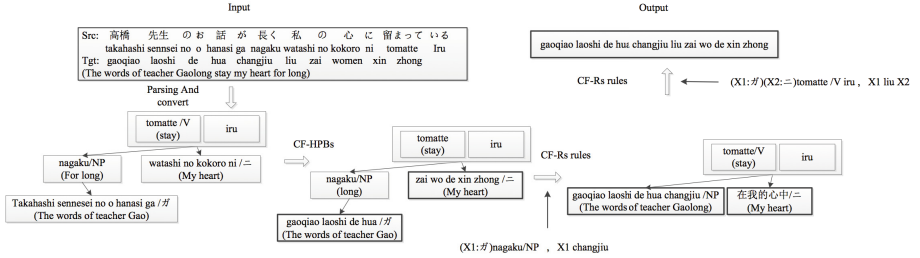 Input
Output
Src: 高橋 先生 の お 話 が 長く 私 の 心 に 留まって いる
takahashi sennsei no o hanasi ga nagaku watashi no kokoro ni tomatte Iru
Tgt: gaoqiao laoshi de hua changjiu liu zai women xin zhong
(The words of teacher Gaolong stay my heart for long)
gaoqiao laoshi de hua changjiu liu zai wo de xin zhong
Parsing And
convert
CF-Rs rules
(X1:ガ)(X2:ニ)tomatte /V iru , X1 liu X2
tomatte /V
(stay)
iru
nagaku/NP
(For long)
watashi no kokoro ni /ニ
(My heart)
Takahashi sennesei no o hanasi ga /ガ
(The words of teacher Gao)
CF-HPBs
tomatte
(stay)
iru
nagaku/NP
(long)
zai wo de xin zhong /ニ
(My heart)
gaoqiao laoshi de hua /ガ
(The words of teacher Gao)
CF-Rs rules
(X1:ガ)nagaku/NP , X1 changjiu
tomatte/V
(stay)
iru
gaoqiao laoshi de hua changjiu /NP
(The words of teacher Gaolong)
在我的心中/ニ
(My heart)